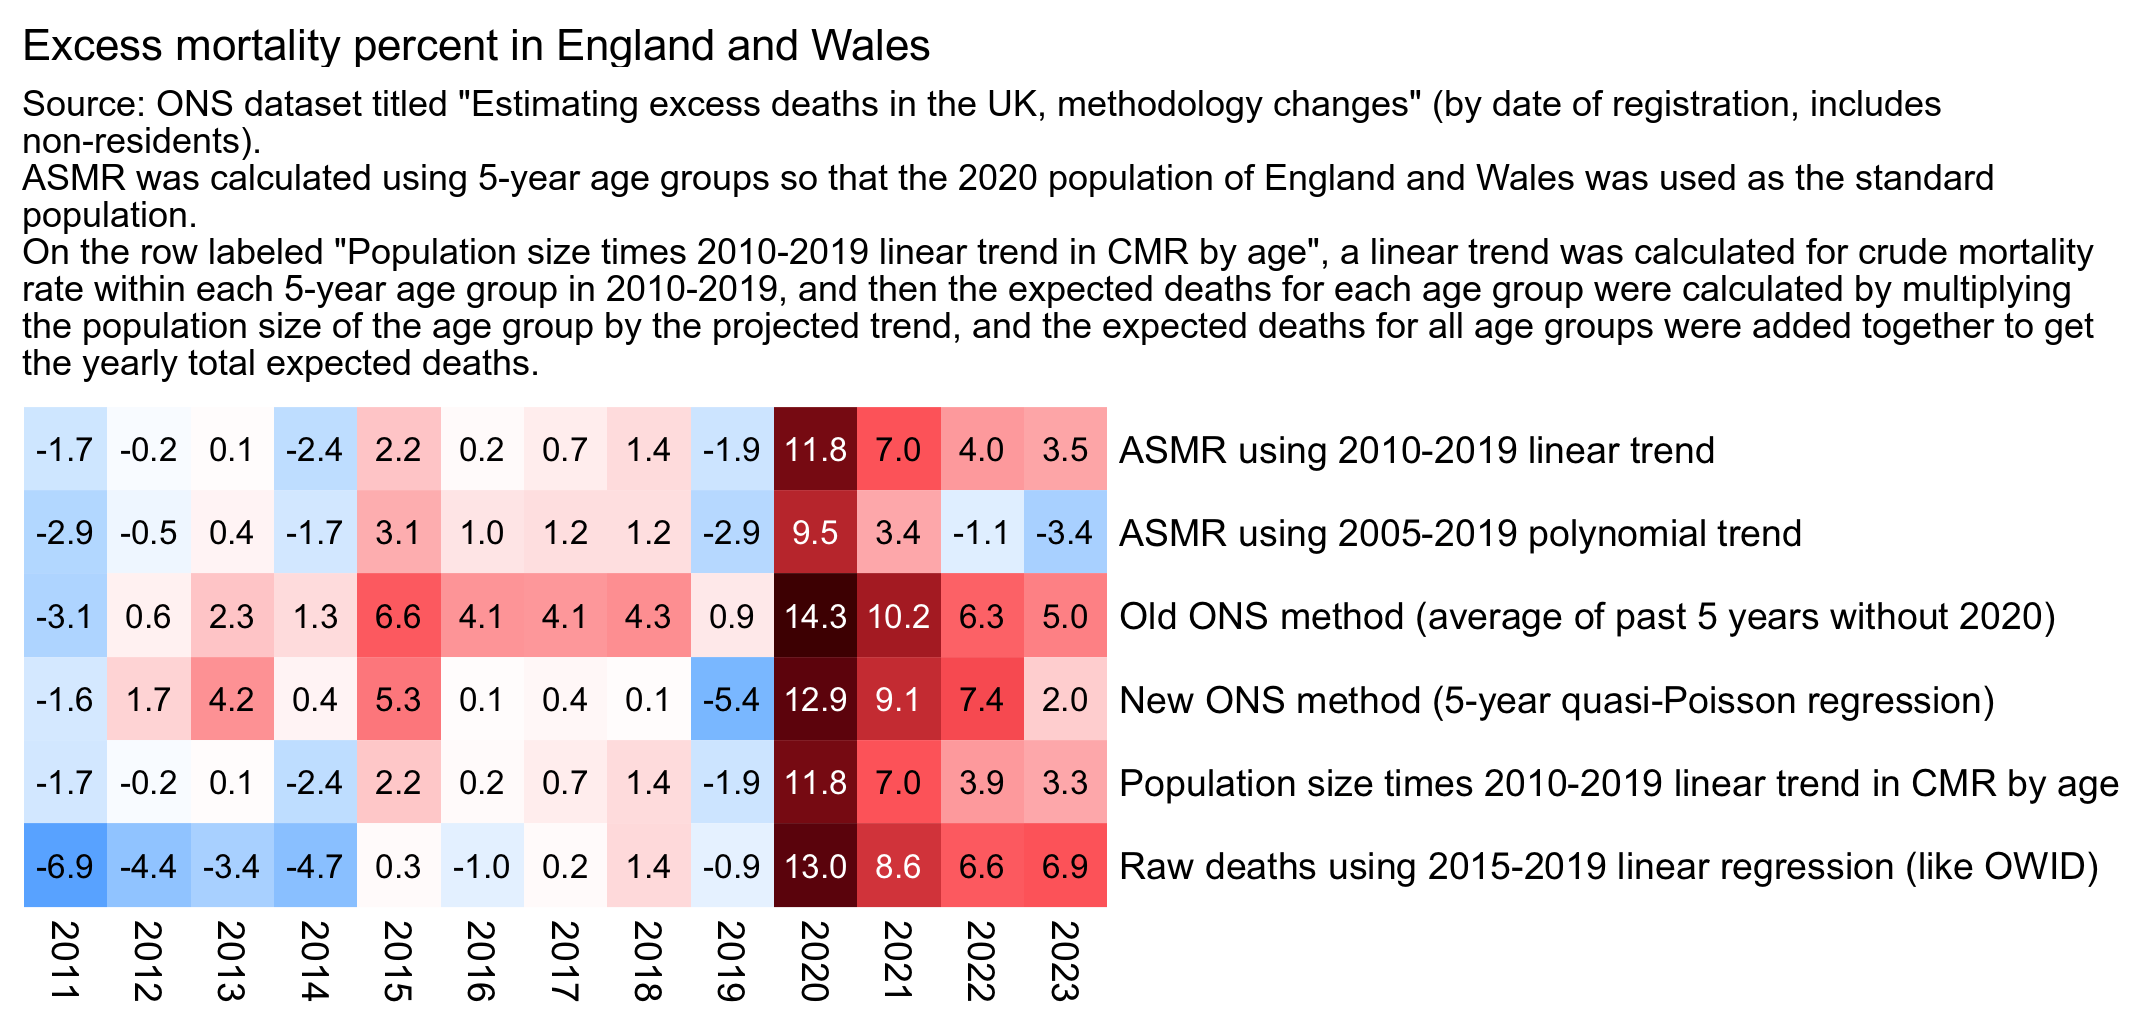 Excess mortality percent in England and Wales
Source: ONS dataset titled "Estimating excess deaths in the UK, methodology changes" (by date of registration, includes
non-residents).
ASMR was calculated using 5-year age groups so that the 2020 population of England and Wales was used as the standard
population.
On the row labeled "Population size times 2010-2019 linear trend in CMR by age", a linear trend was calculated for crude mortality
rate within each 5-year age group in 2010-2019, and then the expected deaths for each age group were calculated by multiplying
the population size of the age group by the projected trend, and the expected deaths for all age groups were added together to get
the yearly total expected deaths.
-1.7 -0.2 0.1 -2.4 2.2 0.2 0.7 1.4 -1.9 11.8 7.0 4.0 3.5 ASMR using 2010-2019 linear trend
-2.9 -0.5 0.4 -1.7 3.1 1.0 1.2 1.2 -2.9 9.5 3.4 -1.1 -3.4 ASMR using 2005-2019 polynomial trend
-3.1 0.6 2.3 1.3 6.6 4.1 4.1 4.3 0.9 14.3 10.2 6.3 5.0 Old ONS method (average of past 5 years without 2020)
-1.6 1.7 4.2 0.4 5.3 0.1 0.4 0.1 -5.4 12.9 9.1 7.4 2.0 New ONS method (5-year quasi-Poisson regression)
-1.7 -0.2 0.1 -2.4 2.2 0.2 0.7 1.4 -1.9 11.8 7.0 3.9 3.3 Population size times 2010-2019 linear trend in CMR by age
-6.9 -4.4 -3.4 -4.7 0.3 -1.0 0.2 1.4 -0.9 13.0 8.6 6.6 6.9 Raw deaths using 2015-2019 linear regression (like OWID)
2011 2012 2013 2014 2015 2016 2017 2018 2019 2020 2021 2022 2023